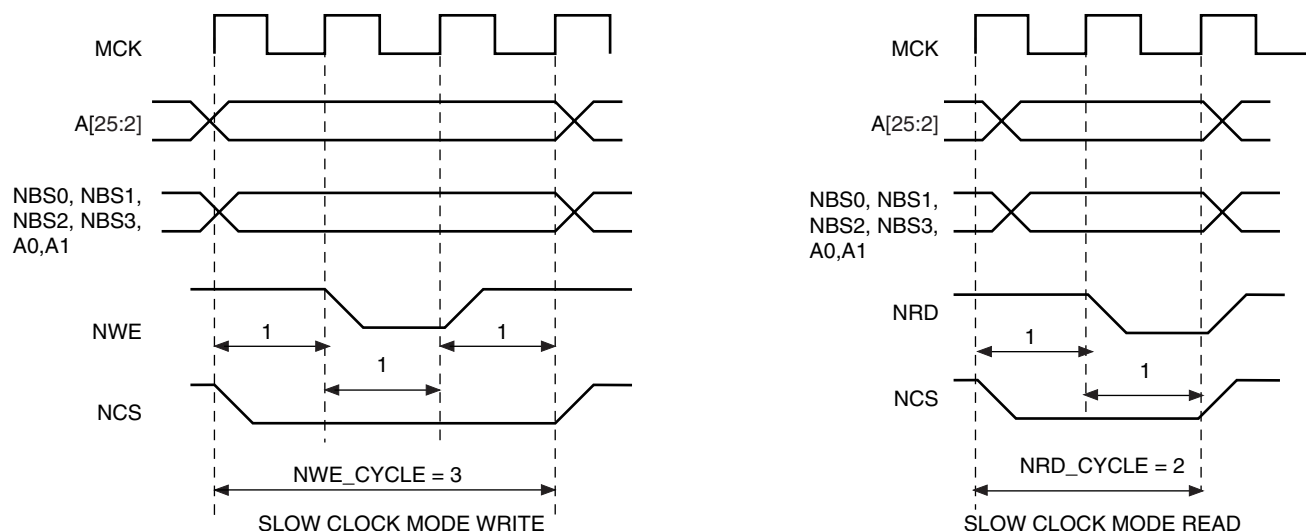 MCK
A[25:2]
NBS0, NBS1,
NBS2, NBS3,
A0,A1
NWE
1
1
1
NCS
NWE_CYCLE = 3
SLOW CLOCK MODE WRITE
MCK
A[25:2]
NBS0, NBS1,
NBS2, NBS3,
A0,A1
NRD
1
1
NCS
NRD_CYCLE = 2
SLOW CLOCK MODE READ